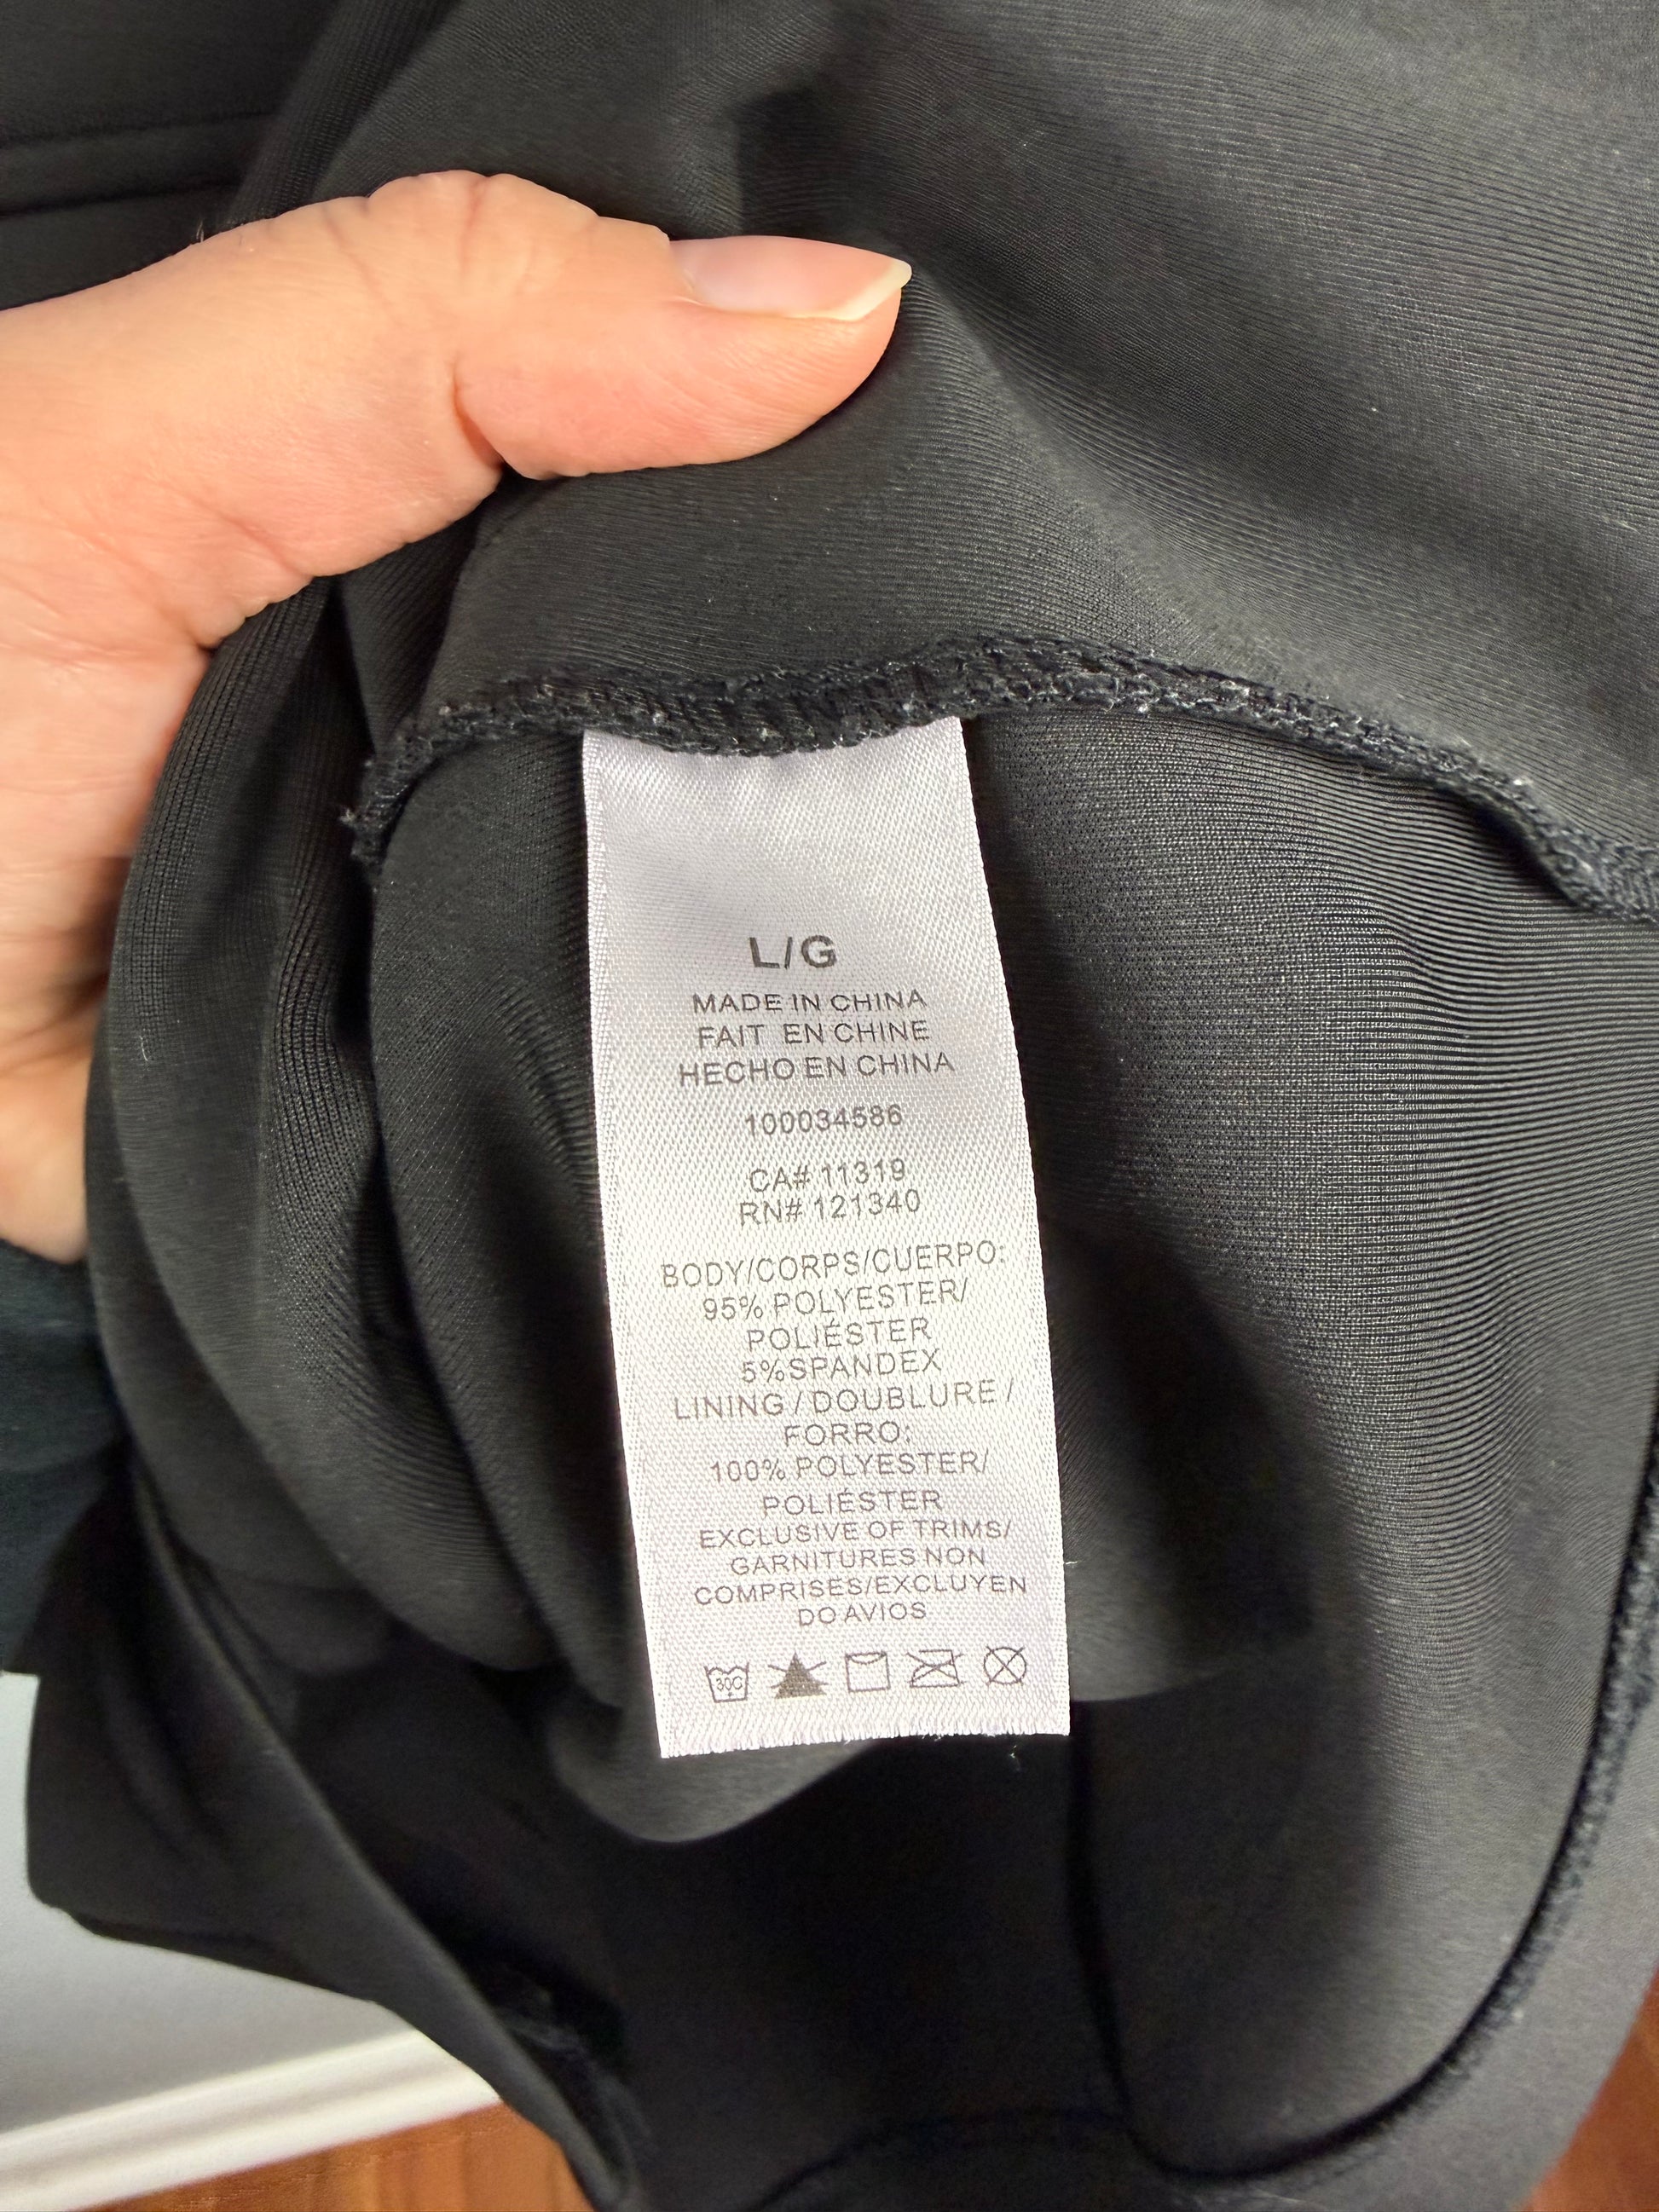 L/G
MADE IN CHINA
FAIT EN CHINE
HECHO EN CHINA
100034586
CA# 11319
RN# 121340
BODY/CORPS/CUERPO:
95% POLYESTER/
POLIÉSTER
5%SPANDEX
LINING / DOUBLURE /
FORRO:
100% POLYESTER/
POLIÉSTER
EXCLUSIVE OF TRIMS/
GARNITURES NON
COMPRISES/EXCLUYEN
DO AVIOS
30C